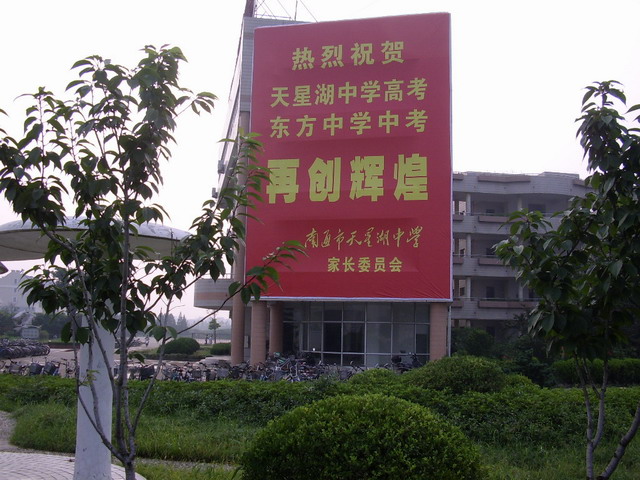 热烈祝贺
天星湖中学高考
东方中学中考
再创辉煌
南通市天星湖中学
家长委员会